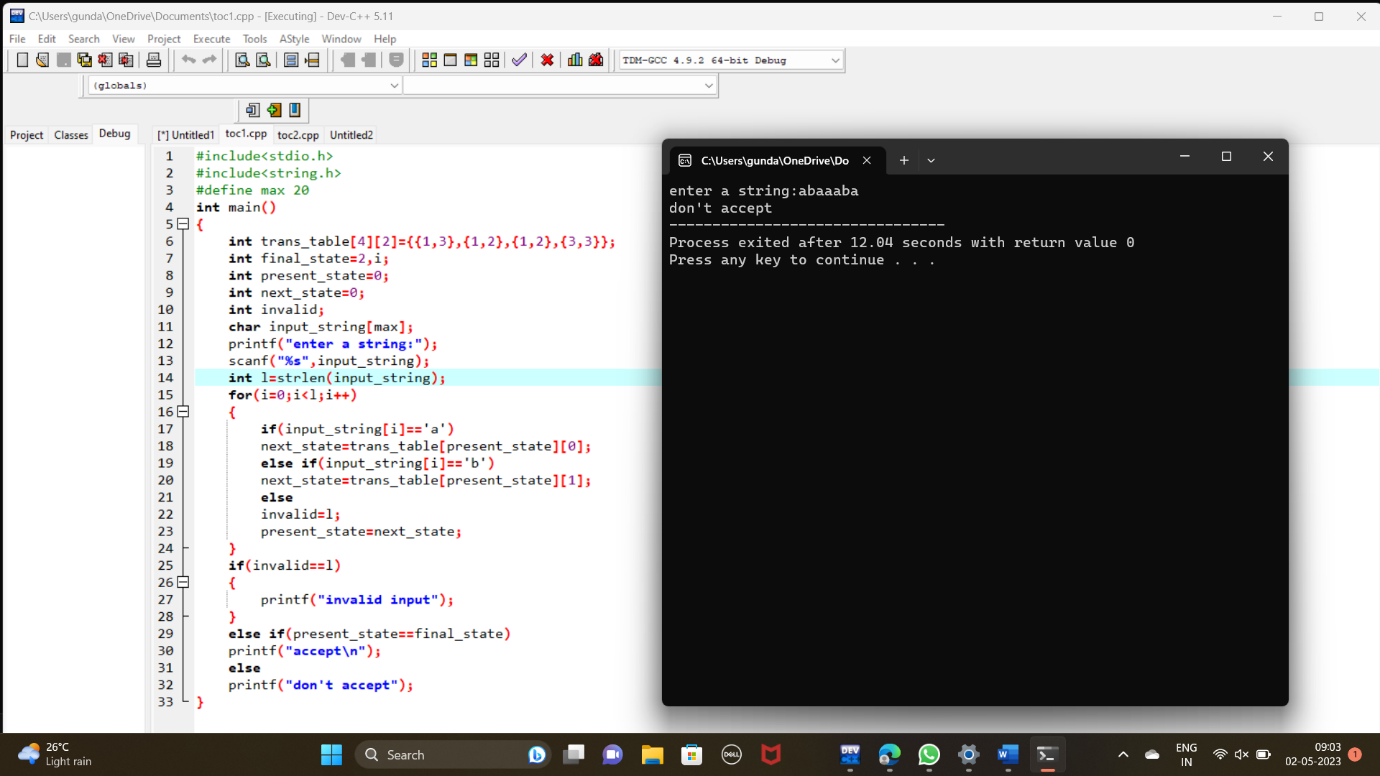 C:\Users\gunda\OneDrive\Documents\toc1.cpp - [Executing] - Dev-C++ 5.11
File Edit Search View Project Execute Tools AStyle Window Help
TDM-GCC 4.9.2 64-bit Debug
(globals)
Project Classes Debug [*] Untitled1 toc1.cpp toc2.cpp Untitled2
1 #include<stdio.h>
2 #include<string.h>
3 #define max 20
4 int main()
5 {
6 int trans_table[4][2]={{1,3},{1,2},{1,2},{3,3}};
7 int final_state=2,i;
8 int present_state=0;
9 int next_state=0;
10 int invalid;
11 char input_string[max];
12 printf("enter a string:");
13 scanf("%s",input_string);
14 int l=strlen(input_string);
15 for(i=0;i<l;i++)
16 {
17 if(input_string[i]=='a')
18 next_state=trans_table[present_state][0];
19 else if(input_string[i]=='b')
20 next_state=trans_table[present_state][1];
21 else
22 invalid=l;
23 present_state=next_state;
24 }
25 if(invalid==l)
26 {
27 printf("invalid input");
28 }
29 else if(present_state==final_state)
30 printf("accept\n");
31 else
32 printf("don't accept");
33 }
C:\Users\gunda\OneDrive\Do
enter a string:abaaaba
don't accept
--------------------------------
Process exited after 12.04 seconds with return value 0
Press any key to continue . . .
26°C
Light rain
Search
DEV
DELL
W
ENG
IN
09:03
02-05-2023
1